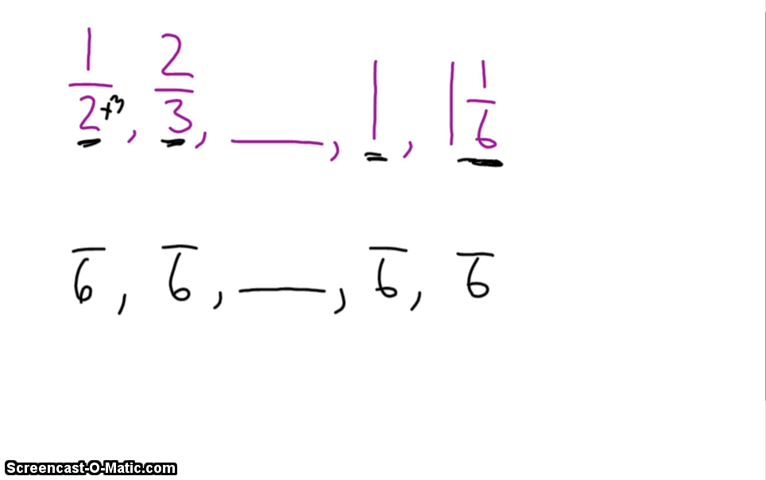 1/2 ×3, 2/3, ___, 1, 1 1/6
/6, /6, ___, /6, /6
Screencast-O-Matic.com